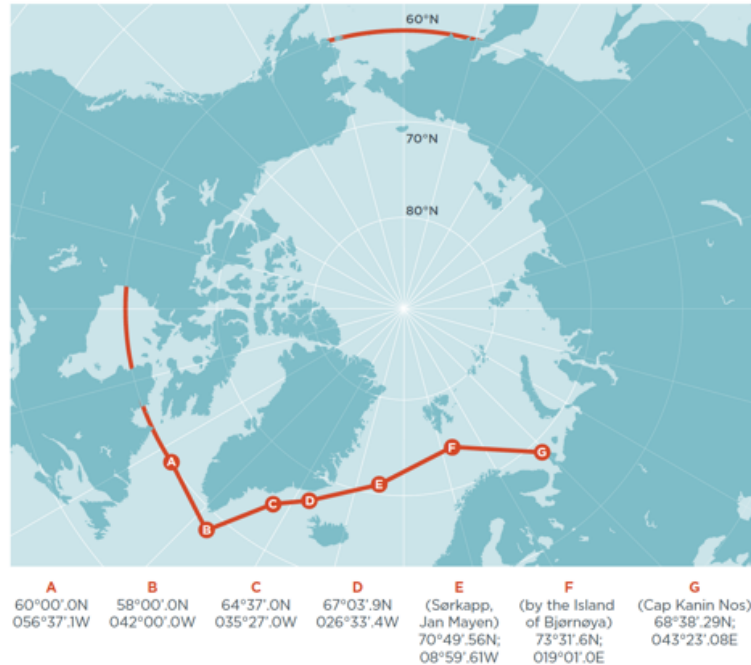 60°N
70°N
80°N
A
B
C
D
E
F
G
A
60°00'.0N
056°37'.1W
B
58°00'.0N
042°00'.0W
C
64°37'.0N
035°27'.0W
D
67°03'.9N
026°33'.4W
E
(Sørkapp,
Jan Mayen)
70°49'.56N;
08°59'.61W
F
(by the Island
of Bjørnøya)
73°31'.6N;
019°01'.0E
G
(Cap Kanin Nos)
68°38'.29N;
043°23'.08E